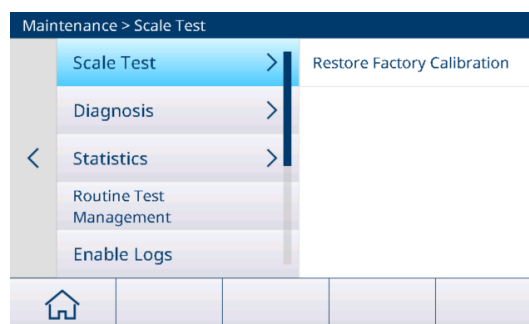 Maintenance > Scale Test
Scale Test
Restore Factory Calibration
Diagnosis
Statistics
Routine Test
Management
Enable Logs